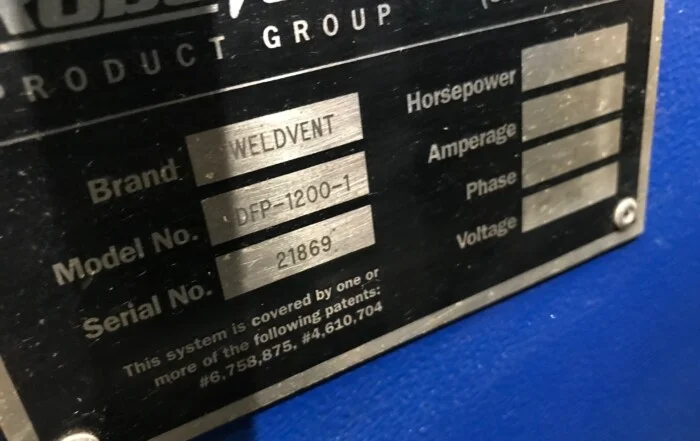 PRODUCT GROUP
Brand WELDVENT
Model No. DFP-1200-1
Serial No. 21869
This system is covered by one or
more of the following patents:
#6,758,875, #4,610,704
Horsepower
Amperage
Phase
Voltage